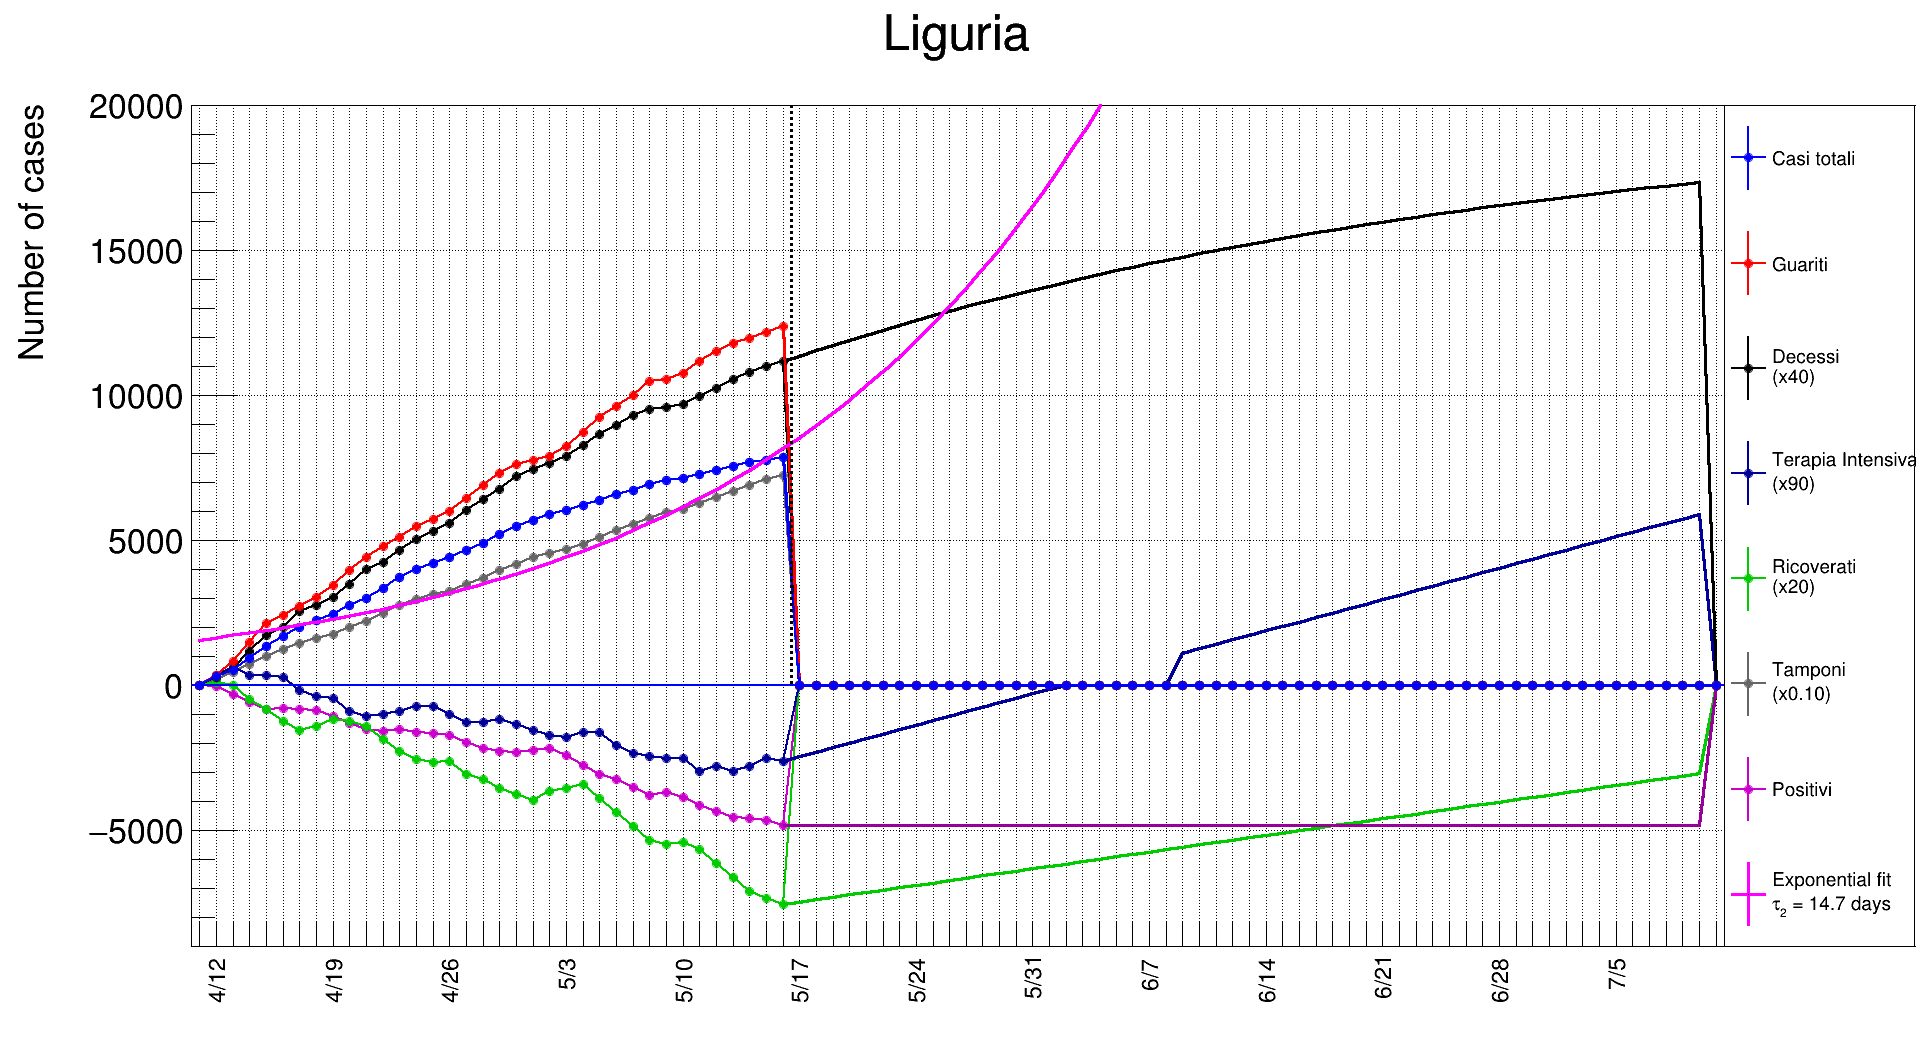 Liguria
Number of cases
20000
15000
10000
5000
0
−5000
4/12
4/19
4/26
5/3
5/10
5/17
5/24
5/31
6/7
6/14
6/21
6/28
7/5
Casi totali
Guariti
Decessi
(x40)
Terapia Intensiva
(x90)
Ricoverati
(x20)
Tamponi
(x0.10)
Positivi
Exponential fit
τ2 = 14.7 days